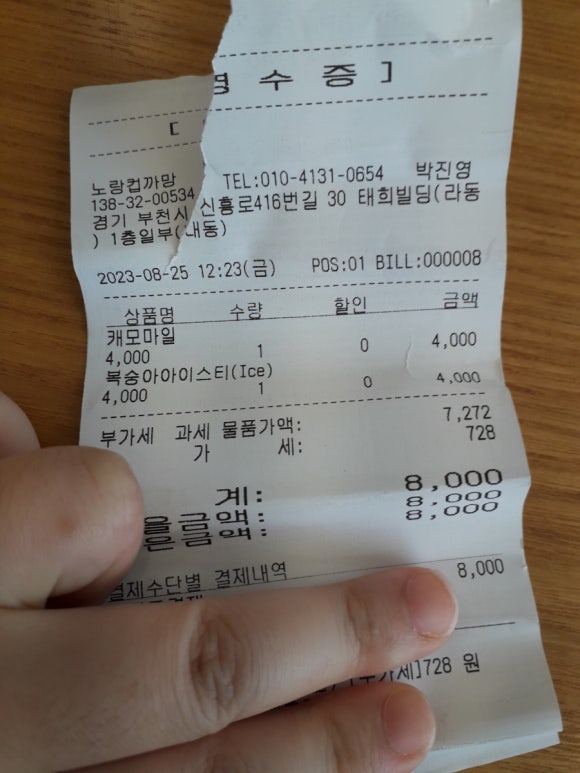 수 증 ]
[
노랑컵까망 TEL:010-4131-0654 박진영
138-32-00534
경기 부천시 신흥로416번길 30 태희빌딩(라동
) 1층일부(내동)
2023-08-25 12:23(금) POS:01 BILL:000008
상품명 수량 할인 금액
캐모마일
4,000 1 0 4,000
복숭아아이스티(Ice)
4,000 1 0 4,000
부가세 과세 물품가액: 7,272
가 세: 728
계: 8,000
을금액: 8,000
은금액: 8,000
결제수단별 결제내역
8,000
가세]728 원